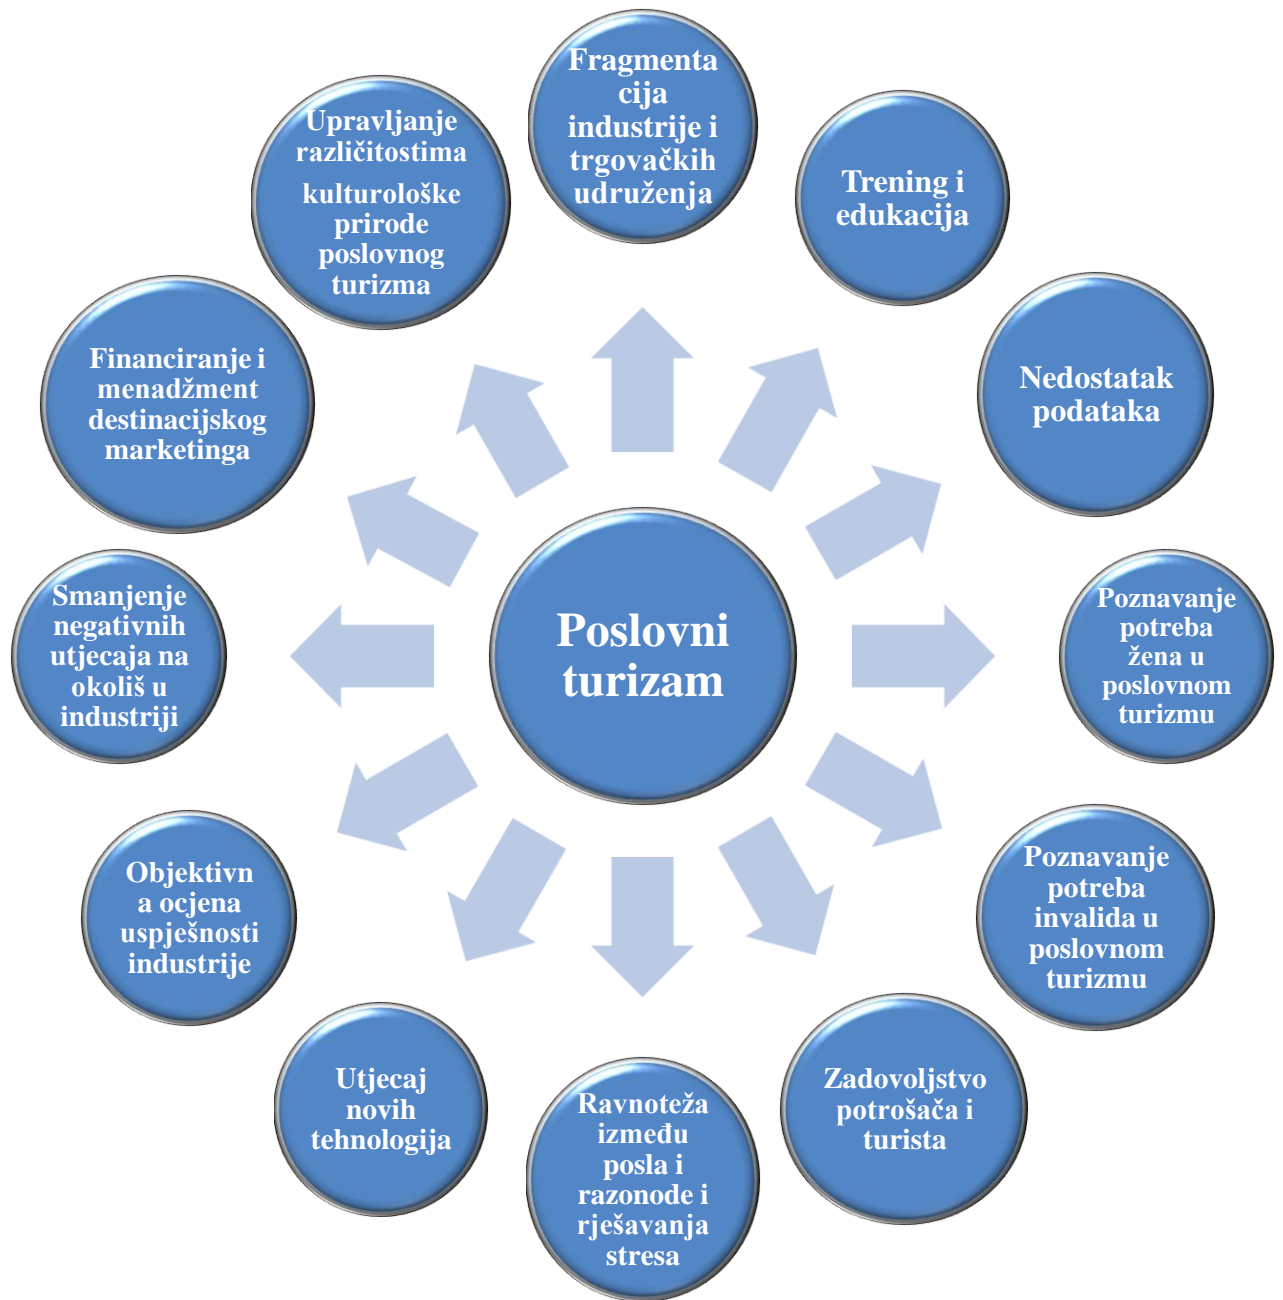 Fragmenta
cija
industrije i
trgovačkih
udruženja
Trening i
edukacija
Nedostatak
podataka
Poznavanje
potreba
žena u
poslovnom
turizmu
Poznavanje
potreba
invalida u
poslovnom
turizmu
Zadovoljstvo
potrošača i
turista
Ravnoteža
između
posla i
razonode i
rješavanja
stresa
Utjecaj
novih
tehnologija
Objektivn
a ocjena
uspješnosti
industrije
Smanjenje
negativnih
utjecaja na
okoliš u
industriji
Financiranje i
menadžment
destinacijskog
marketinga
Upravljanje
različitostima
kulturološke
prirode
poslovnog
turizma
Poslovni
turizam